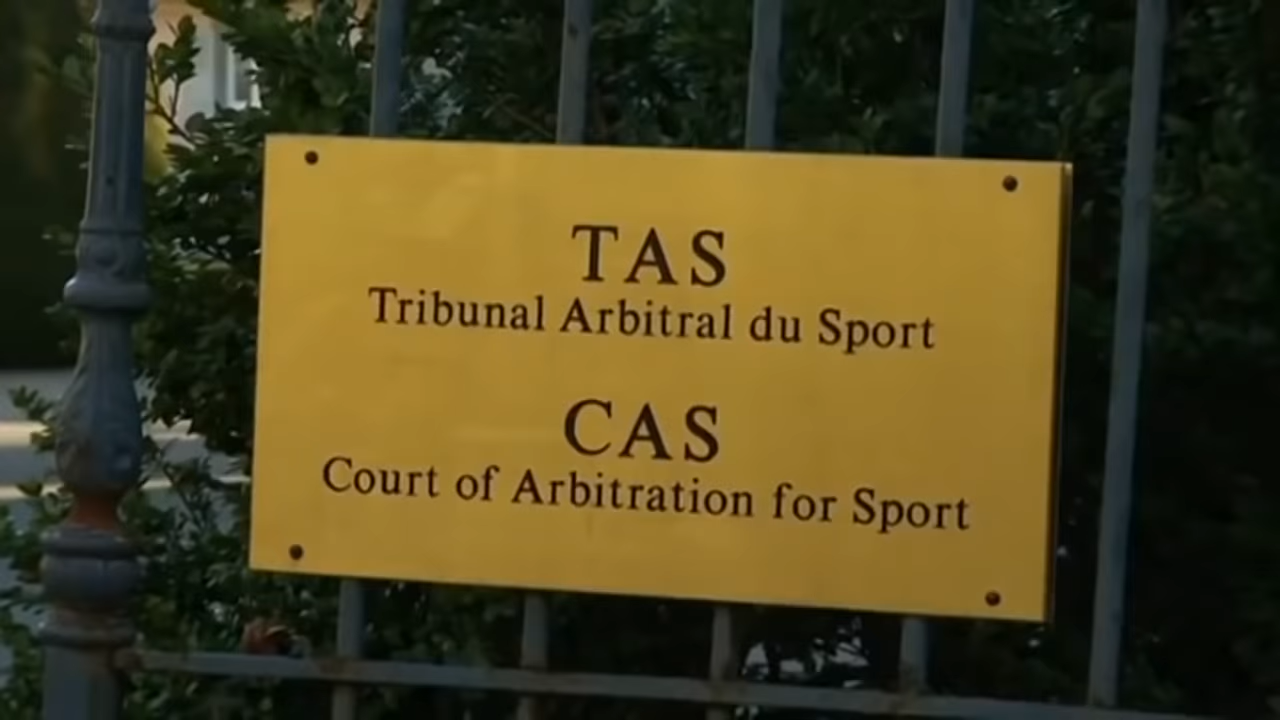 TAS
Tribunal Arbitral du Sport
CAS
Court of Arbitration for Sport